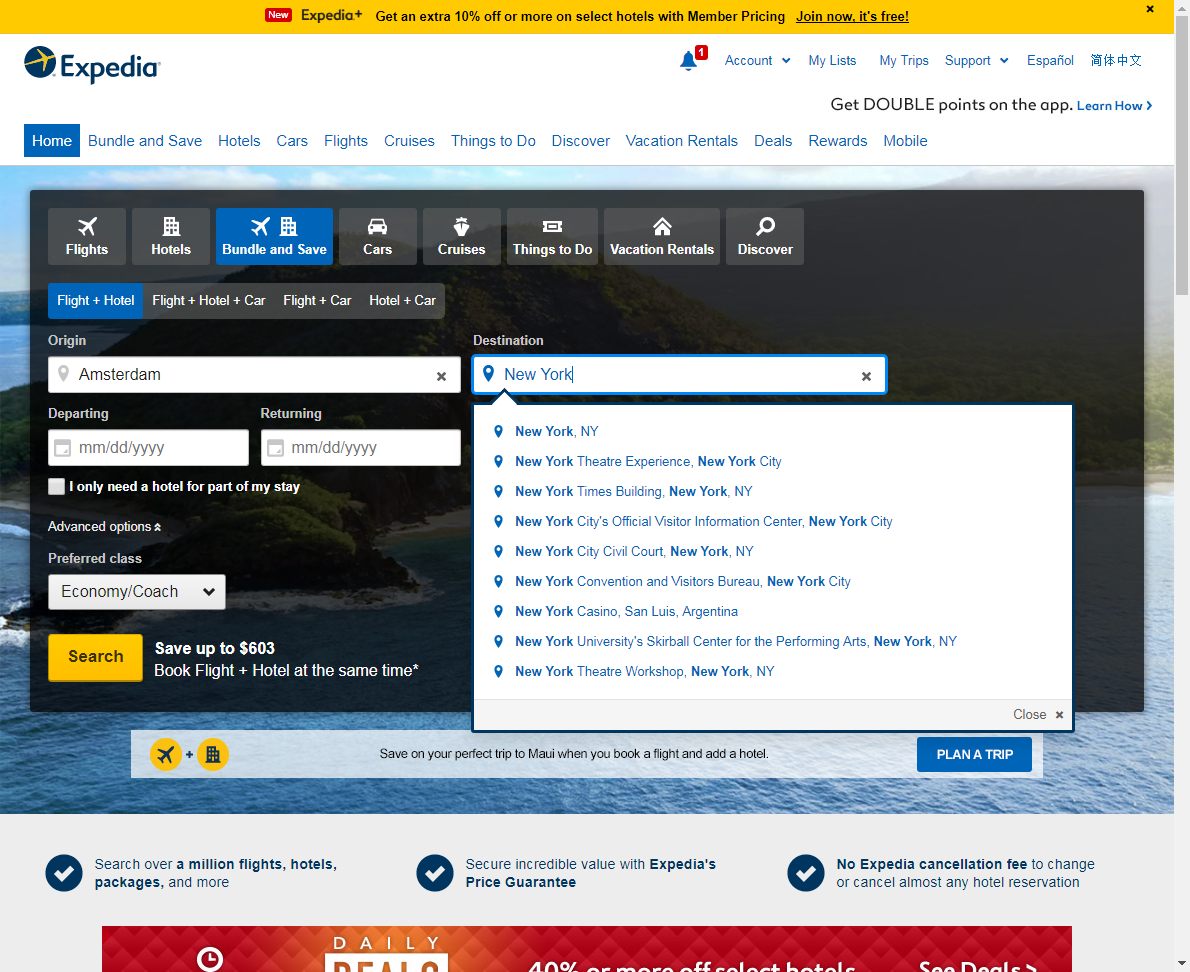 New Expedia+ Get an extra 10% off or more on select hotels with Member Pricing Join now, it's free!
Expedia
1
Account My Lists My Trips Support Español 简体中文
Get DOUBLE points on the app. Learn How
Home Bundle and Save Hotels Cars Flights Cruises Things to Do Discover Vacation Rentals Deals Rewards Mobile
Flights Hotels Bundle and Save Cars Cruises Things to Do Vacation Rentals Discover
Flight + Hotel Flight + Hotel + Car Flight + Car Hotel + Car
Origin Destination
Amsterdam New York
Departing Returning
mm/dd/yyyy mm/dd/yyyy
I only need a hotel for part of my stay
Advanced options
Preferred class
Economy/Coach
Search
Save up to $603
Book Flight + Hotel at the same time*
New York, NY
New York Theatre Experience, New York City
New York Times Building, New York, NY
New York City's Official Visitor Information Center, New York City
New York City Civil Court, New York, NY
New York Convention and Visitors Bureau, New York City
New York Casino, San Luis, Argentina
New York University's Skirball Center for the Performing Arts, New York, NY
New York Theatre Workshop, New York, NY
Close
+ Save on your perfect trip to Maui when you book a flight and add a hotel. PLAN A TRIP
Search over a million flights, hotels,
packages, and more
Secure incredible value with Expedia's
Price Guarantee
No Expedia cancellation fee to change
or cancel almost any hotel reservation
DAILY
DEALS
40% or more off select hotels See Deals >